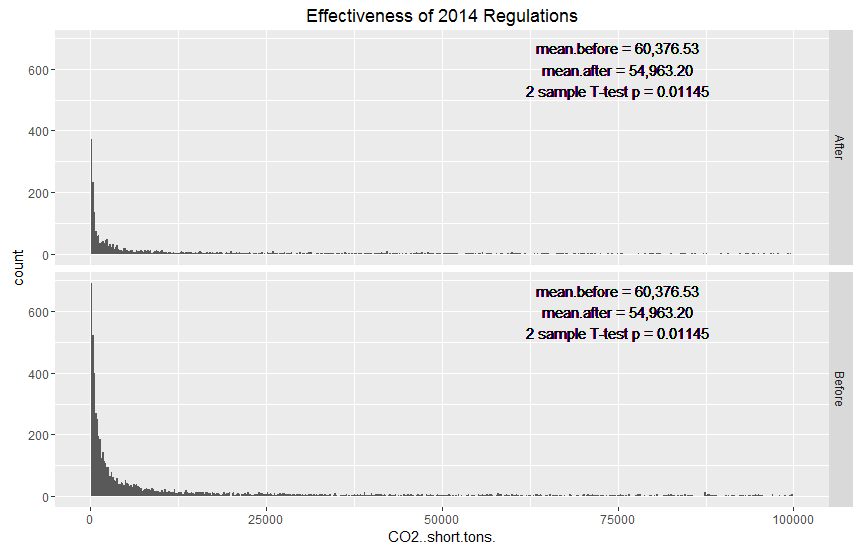 Effectiveness of 2014 Regulations
mean.before = 60,376.53
mean.after = 54,963.20
2 sample T-test p = 0.01145
600
400
200
0
After
count
mean.before = 60,376.53
mean.after = 54,963.20
2 sample T-test p = 0.01145
600
400
200
0
Before
0 25000 50000 75000 100000
CO2..short.tons.